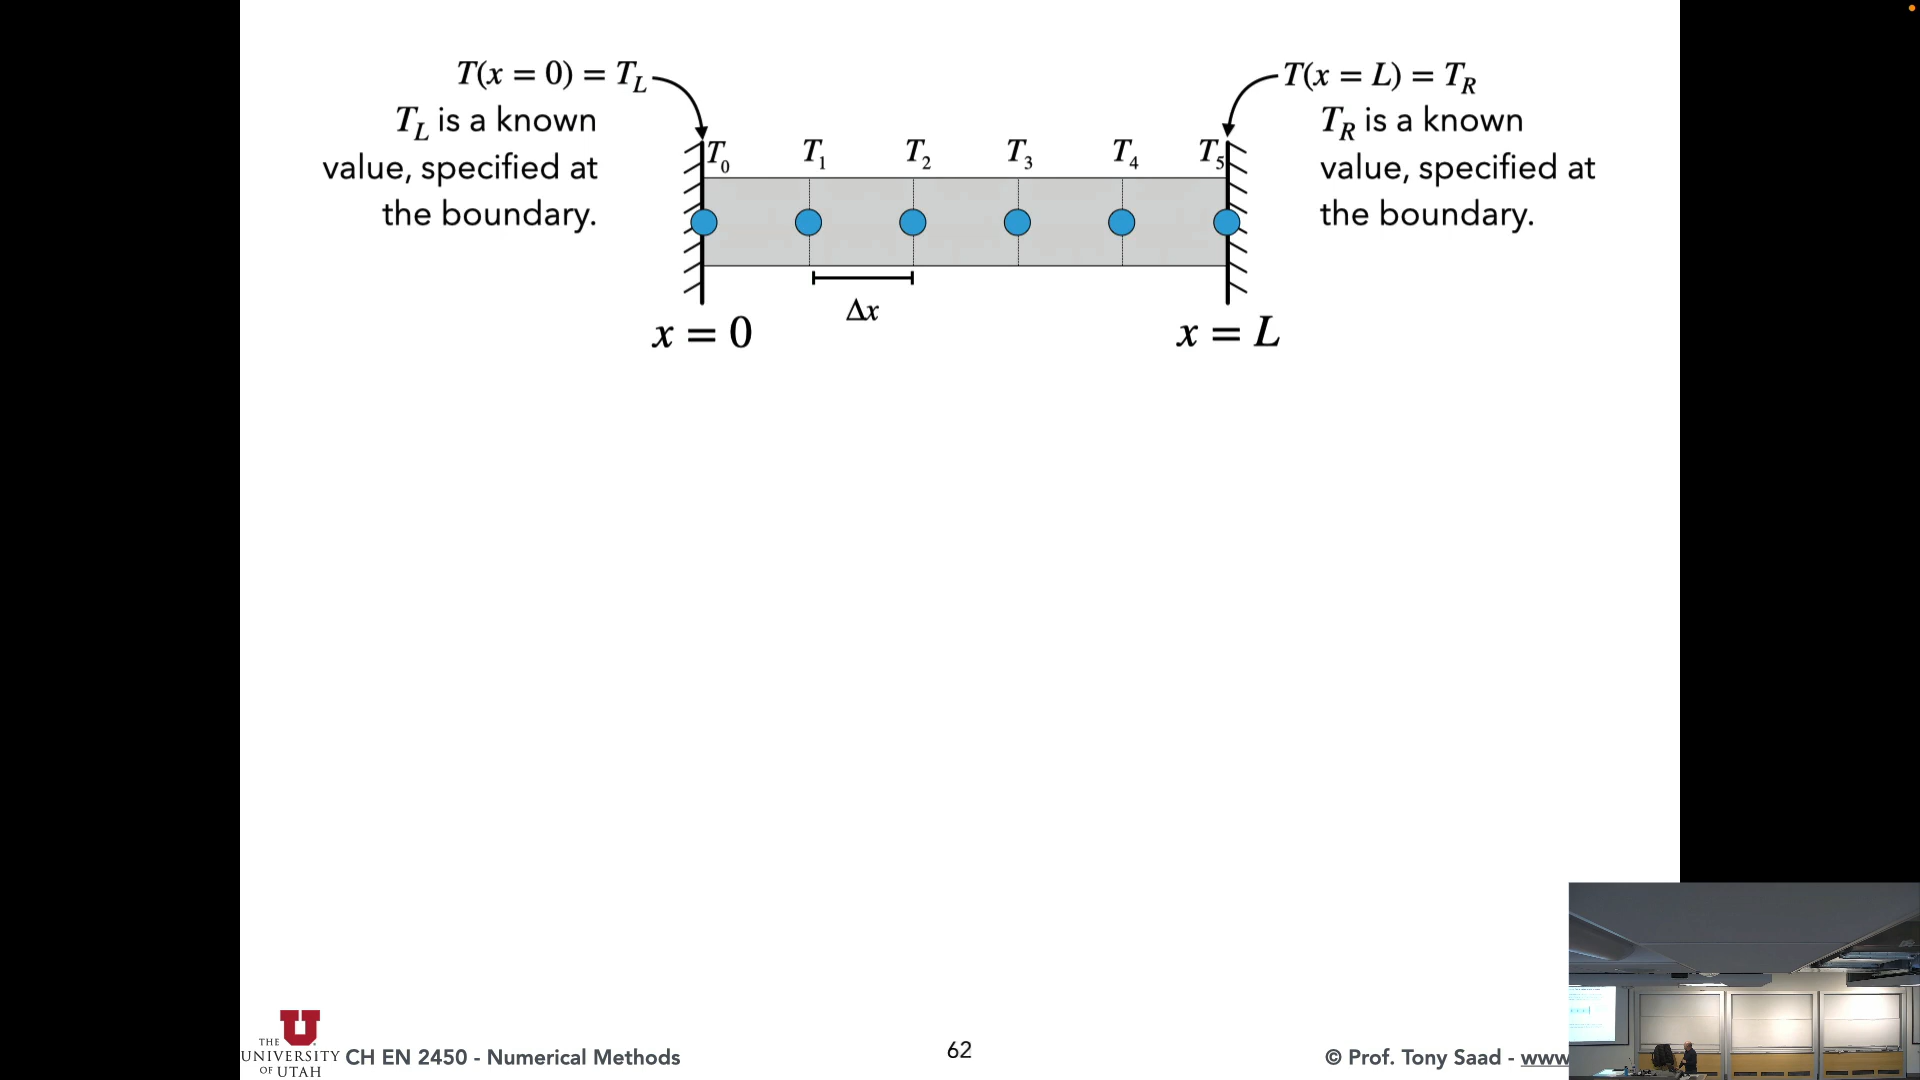 T(x = 0) = T_L
T_L is a known
value, specified at
the boundary.
T(x = L) = T_R
T_R is a known
value, specified at
the boundary.
T_0 T_1 T_2 T_3 T_4 T_5
Δx
x = 0
x = L
THE
UNIVERSITY
OF UTAH
CH EN 2450 - Numerical Methods
62
© Prof. Tony Saad - www